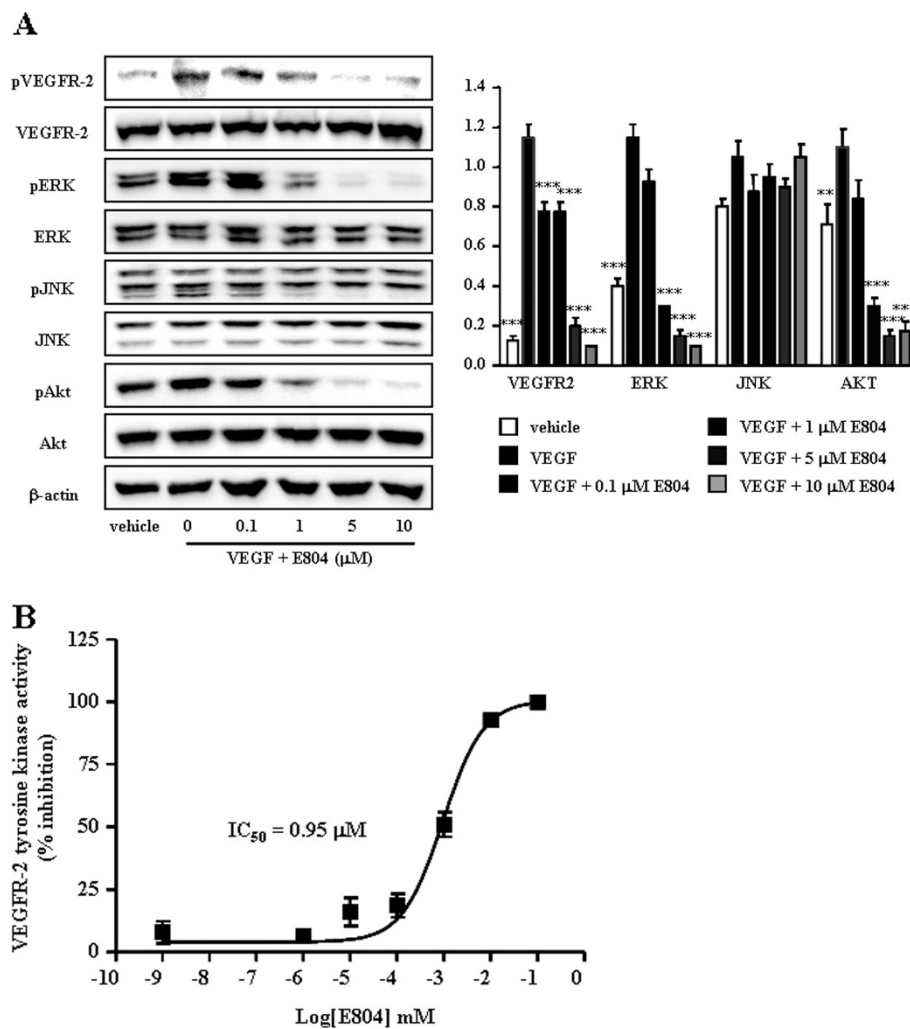 A
pVEGFR-2
VEGFR-2
pERK
ERK
pJNK
JNK
pAkt
Akt
β-actin
vehicle 0 0.1 1 5 10
VEGF + E804 (μM)
1.4
1.2
1.0
0.8
0.6
0.4
0.2
0.0
*** *** *** *** ***
*** *** *** ***
** *** *** **
VEGFR2 ERK JNK AKT
vehicle
VEGF
VEGF + 0.1 μM E804
VEGF + 1 μM E804
VEGF + 5 μM E804
VEGF + 10 μM E804
B
VEGFR-2 tyrosine kinase activity
(% inhibition)
125
100
75
50
25
0
IC50 = 0.95 μM
-10 -9 -8 -7 -6 -5 -4 -3 -2 -1 0
Log[E804] mM